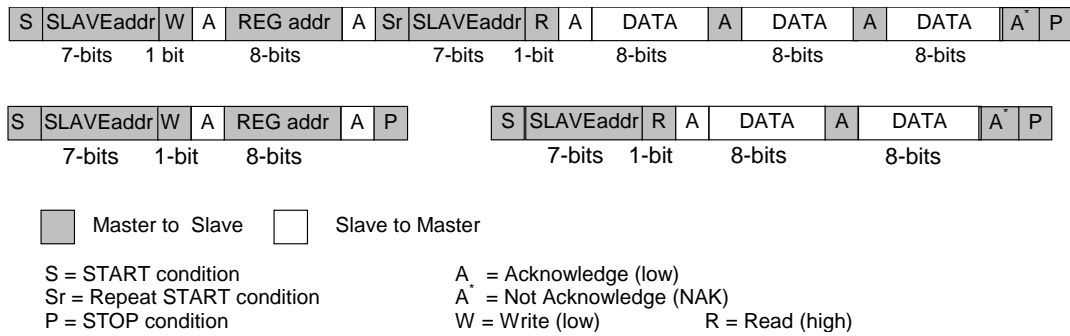 S SLAVEaddr W A REG addr A Sr SLAVEaddr R A DATA A DATA A DATA A* P
7-bits 1 bit 8-bits 7-bits 1-bit 8-bits 8-bits 8-bits
S SLAVEaddr W A REG addr A P
7-bits 1-bit 8-bits
S SLAVEaddr R A DATA A DATA A* P
7-bits 1-bit 8-bits 8-bits
Master to Slave
Slave to Master
S = START condition
Sr = Repeat START condition
P = STOP condition
A = Acknowledge (low)
A* = Not Acknowledge (NAK)
W = Write (low) R = Read (high)